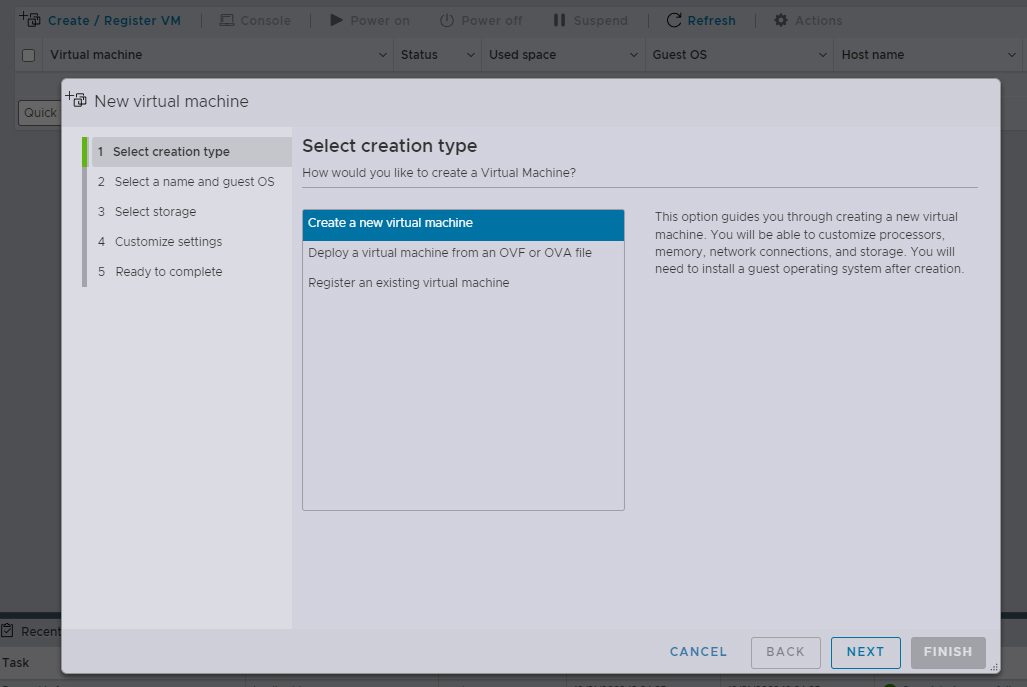 Create / Register VM
Console
Power on
Power off
Suspend
Refresh
Actions
Virtual machine
Status
Used space
Guest OS
Host name
Quick
New virtual machine
1 Select creation type
2 Select a name and guest OS
3 Select storage
4 Customize settings
5 Ready to complete
Select creation type
How would you like to create a Virtual Machine?
Create a new virtual machine
Deploy a virtual machine from an OVF or OVA file
Register an existing virtual machine
This option guides you through creating a new virtual
machine. You will be able to customize processors,
memory, network connections, and storage. You will
need to install a guest operating system after creation.
Recent
Task
CANCEL
BACK
NEXT
FINISH